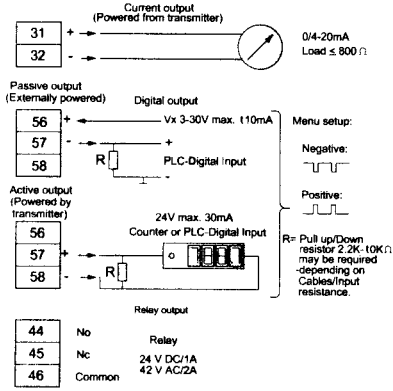 Current output
(Powered from transmitter)
31 +
32 -
0/4-20mA
Load ≤ 800 Ω
Passive output
(Externally powered)
Digital output
56 + Vx 3-30V max. 110mA
57 - +
R PLC-Digital Input
58 -
Menu setup:
Negative:
Positive:
R= Pull up/Down
resistor 2.2K-10KΩ
may be required
-depending on
Cables/Input
resistance.
Active output
(Powered by
transmitter)
24V max. 30mA
Counter or PLC-Digital Input
56
57 +
58 -
R
Relay output
44 No
45 Nc
46 Common
Relay
24 V DC/1A
42 V AC/2A